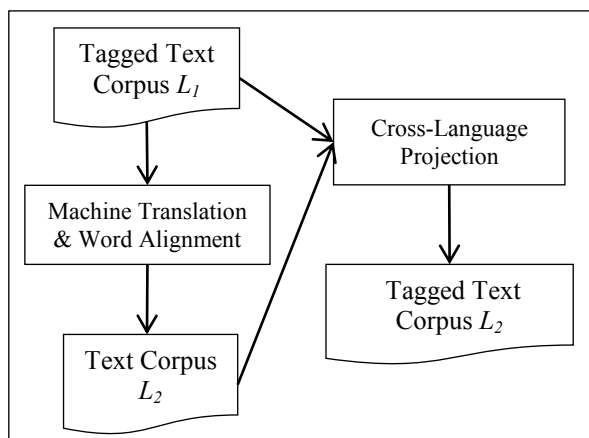 Tagged Text
Corpus L₁
Machine Translation
& Word Alignment
Text Corpus
L₂
Cross-Language
Projection
Tagged Text
Corpus L₂